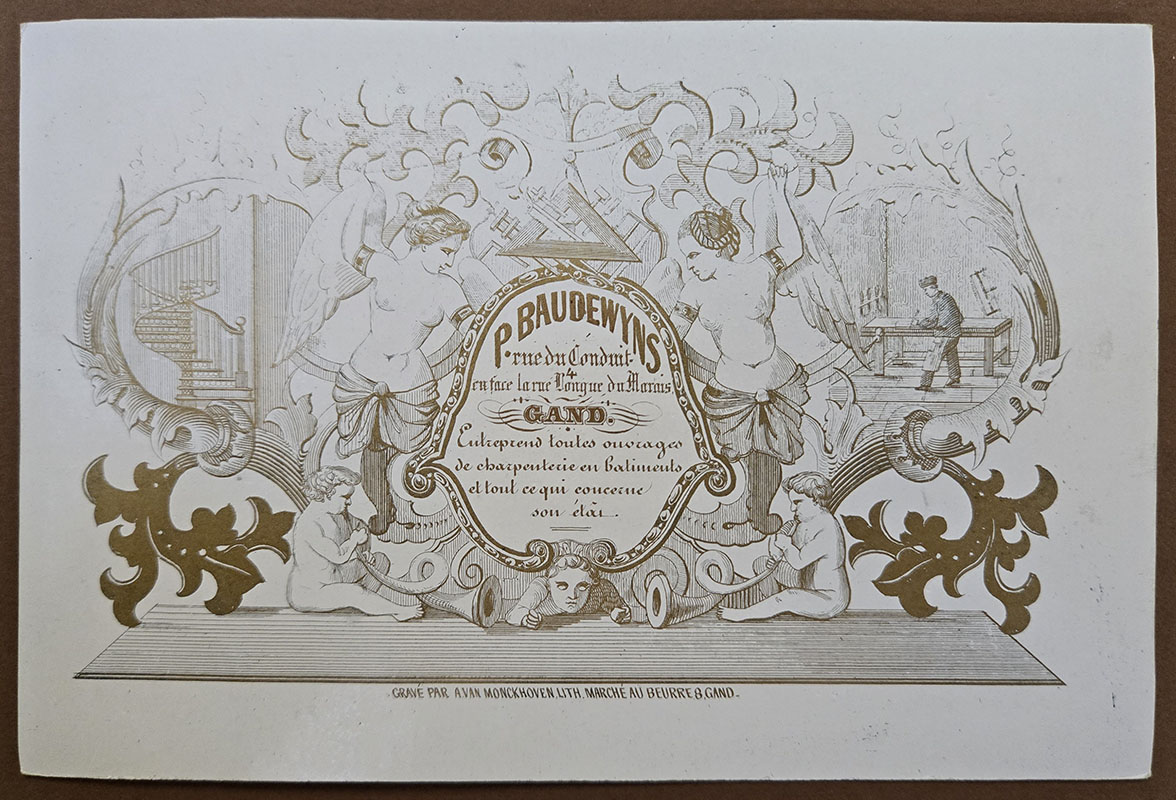 P. BAUDEWYNS
rue du Conduit
4
en face la rue Longue du Marais,
GAND.
Entreprend toutes ouvrages
de charpenterie en batiments
et tout ce qui concerne
son état.
GRAVÉ PAR A.VAN MONCKHOVEN, LITH. MARCHÉ AU BEURRE 8, GAND.